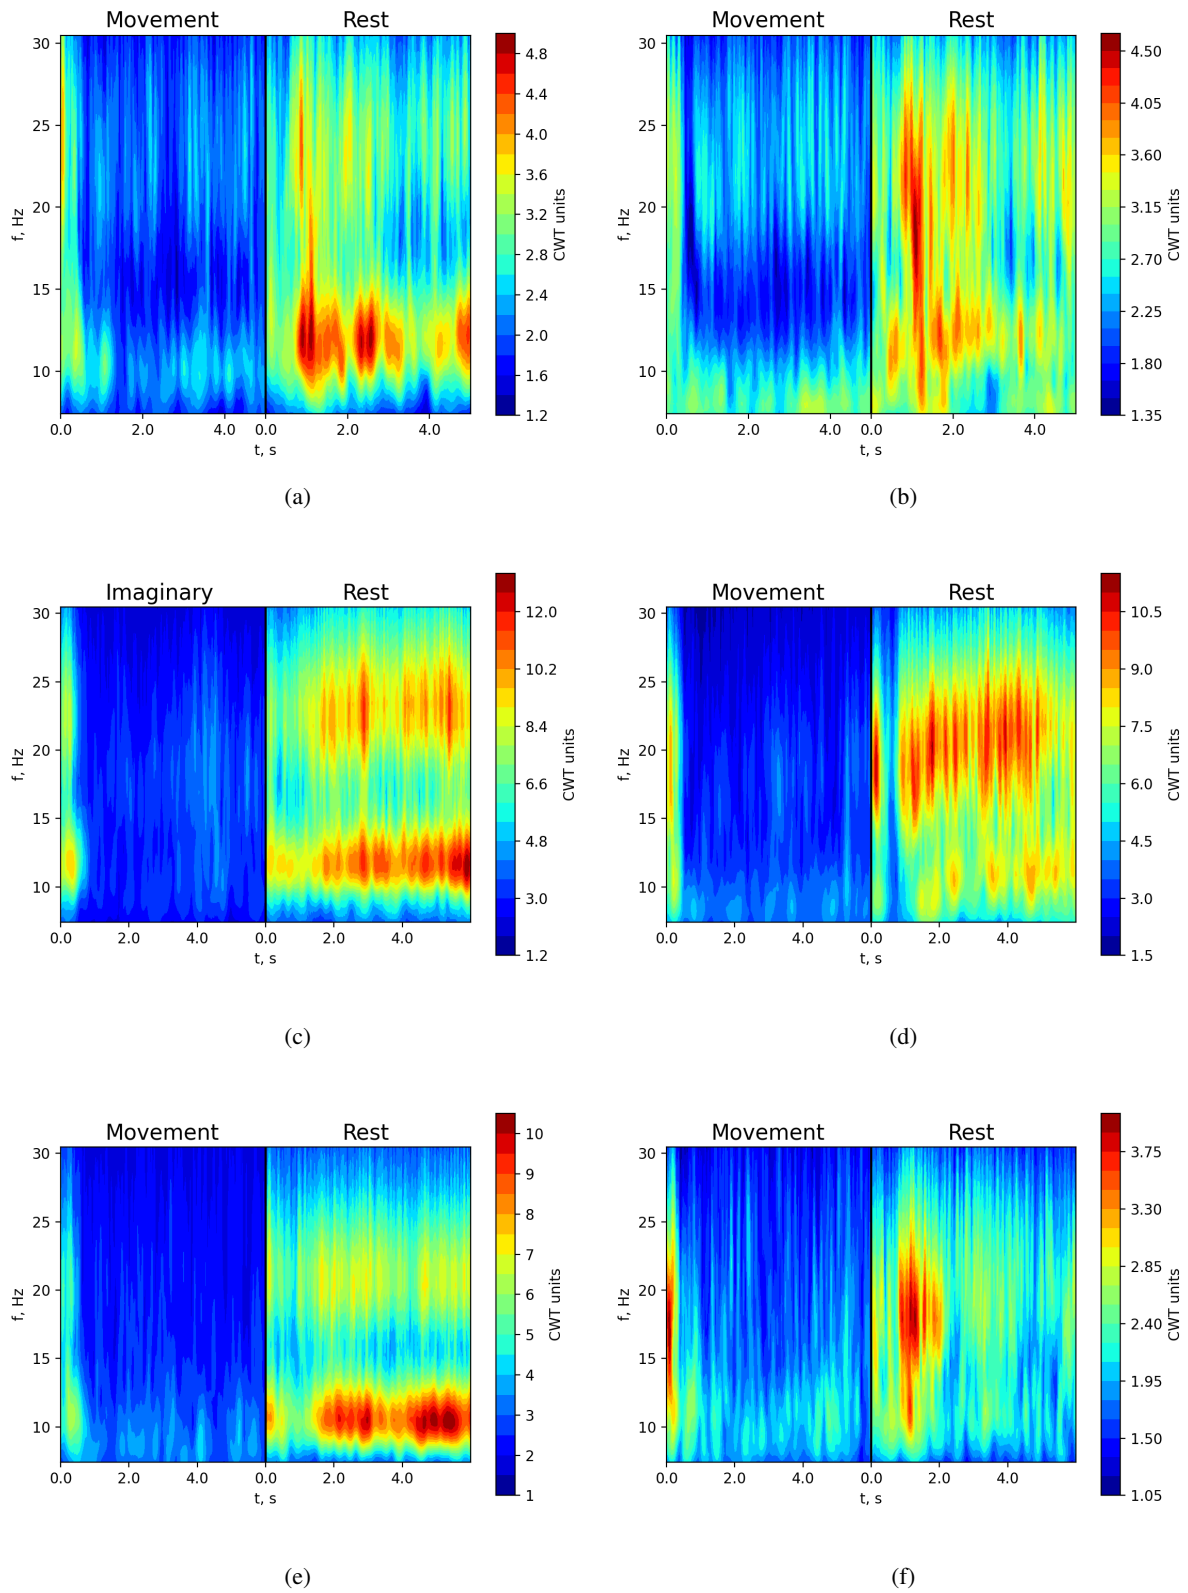 Movement Rest
30
25
20
15
10
f, Hz
0.0 2.0 4.0 0.0 2.0 4.0
t, s
4.8
4.4
4.0
3.6
3.2
2.8
2.4
2.0
1.6
1.2
CWT units
(a)
Movement Rest
30
25
20
15
10
f, Hz
0.0 2.0 4.0 0.0 2.0 4.0
t, s
4.50
4.05
3.60
3.15
2.70
2.25
1.80
1.35
CWT units
(b)
Imaginary Rest
30
25
20
15
10
f, Hz
0.0 2.0 4.0 0.0 2.0 4.0
t, s
12.0
10.2
8.4
6.6
4.8
3.0
1.2
CWT units
(c)
Movement Rest
30
25
20
15
10
f, Hz
0.0 2.0 4.0 0.0 2.0 4.0
t, s
10.5
9.0
7.5
6.0
4.5
3.0
1.5
CWT units
(d)
Movement Rest
30
25
20
15
10
f, Hz
0.0 2.0 4.0 0.0 2.0 4.0
t, s
10
9
8
7
6
5
4
3
2
1
CWT units
(e)
Movement Rest
30
25
20
15
10
f, Hz
0.0 2.0 4.0 0.0 2.0 4.0
t, s
3.75
3.30
2.85
2.40
1.95
1.50
1.05
CWT units
(f)